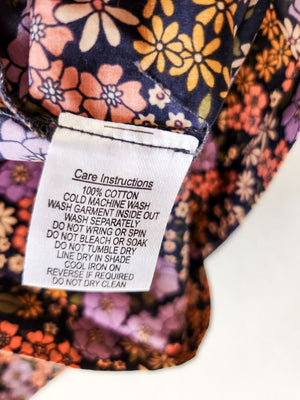 Care Instructions
100% COTTON
COLD MACHINE WASH
WASH GARMENT INSIDE OUT
WASH SEPARATELY
DO NOT WRING OR SPIN
DO NOT BLEACH OR SOAK
DO NOT TUMBLE DRY
LINE DRY IN SHADE
COOL IRON ON
REVERSE IF REQUIRED
DO NOT DRY CLEAN